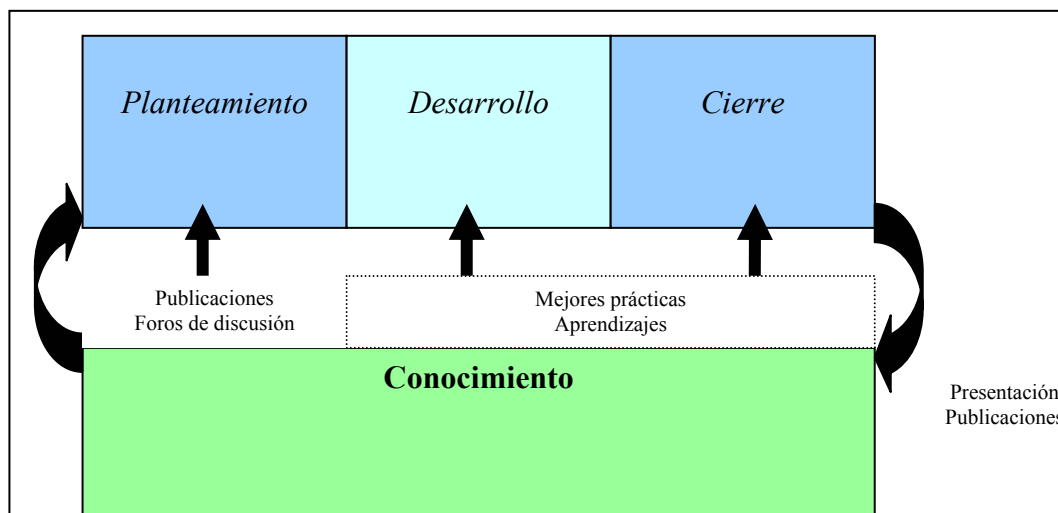 Planteamiento
Desarrollo
Cierre
Publicaciones
Foros de discusión
Mejores prácticas
Aprendizajes
Conocimiento
Presentación
Publicaciones